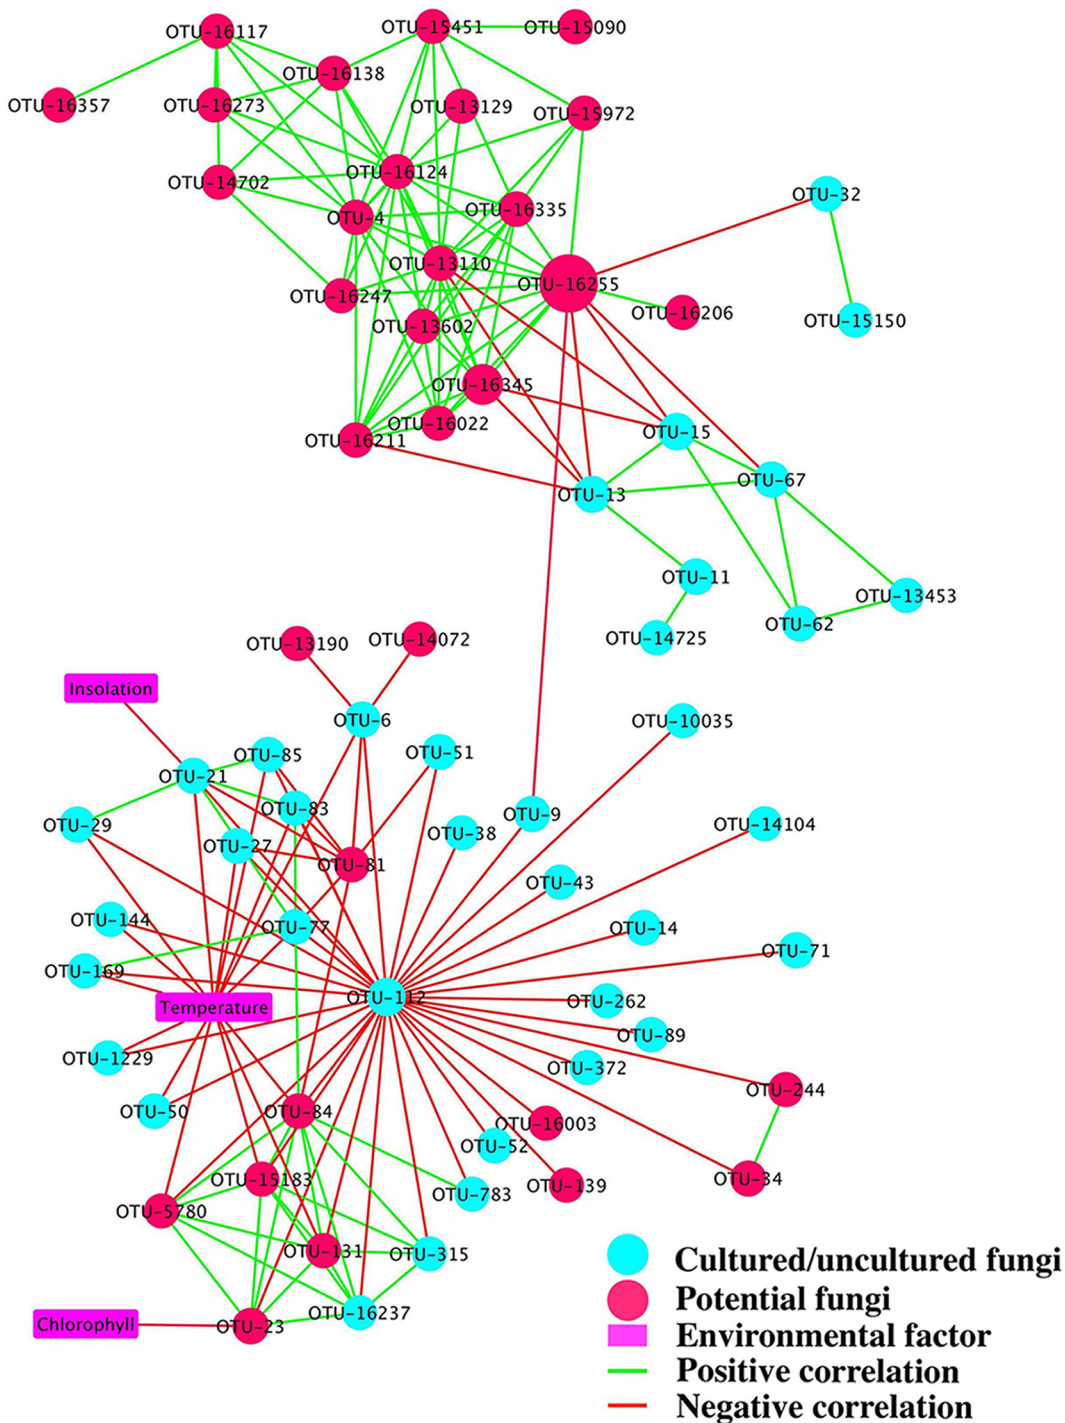 OTU-16117
OTU-15451
OTU-15090
OTU-16138
OTU-16357
OTU-16273
OTU-13129
OTU-15972
OTU-16124
OTU-14702
OTU-32
OTU-4
OTU-16335
OTU-13110
OTU-16255
OTU-16247
OTU-16206
OTU-15150
OTU-13602
OTU-16345
OTU-16022
OTU-16211
OTU-15
OTU-67
OTU-13
OTU-11
OTU-13453
OTU-62
OTU-14725
OTU-13190
OTU-14072
Insolation
OTU-6
OTU-10035
OTU-85
OTU-51
OTU-21
OTU-83
OTU-9
OTU-29
OTU-38
OTU-14104
OTU-27
OTU-81
OTU-43
OTU-144
OTU-77
OTU-14
OTU-71
OTU-169
OTU-112
OTU-262
Temperature
OTU-89
OTU-1229
OTU-372
OTU-244
OTU-50
OTU-84
OTU-16003
OTU-52
OTU-15183
OTU-783
OTU-139
OTU-34
OTU-5780
OTU-131
OTU-315
OTU-16237
Chlorophyll
OTU-23
Cultured/uncultured fungi
Potential fungi
Environmental factor
Positive correlation
Negative correlation